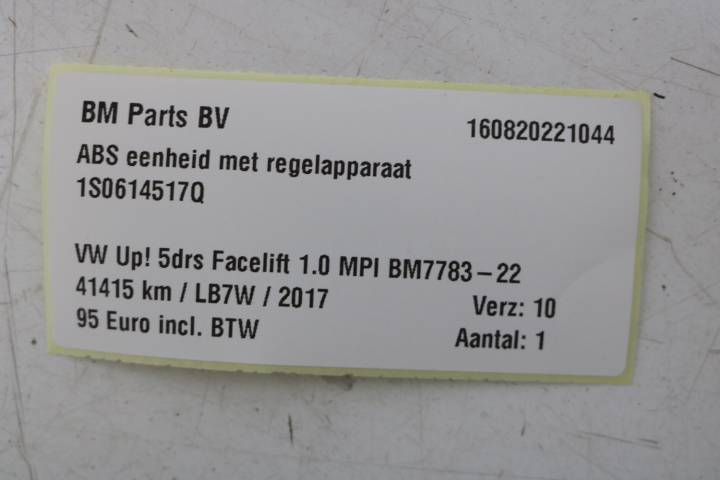 BM Parts BV
160820221044
ABS eenheid met regelapparaat
1S0614517Q
VW Up! 5drs Facelift 1.0 MPI BM7783-22
41415 km / LB7W / 2017
Verz: 10
95 Euro incl. BTW
Aantal: 1